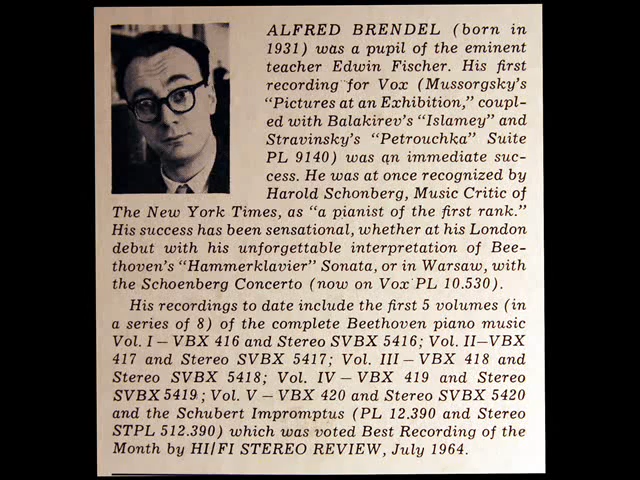 ALFRED BRENDEL (born in
1931) was a pupil of the eminent
teacher Edwin Fischer. His first
recording for Vox (Mussorgsky's
"Pictures at an Exhibition," coupl-
ed with Balakirev's "Islamey" and
Stravinsky's "Petrouchka" Suite
PL 9140) was an immediate suc-
cess. He was at once recognized by
Harold Schonberg, Music Critic of
The New York Times, as "a pianist of the first rank."
His success has been sensational, whether at his London
debut with his unforgettable interpretation of Bee-
thoven's "Hammerklavier" Sonata, or in Warsaw, with
the Schoenberg Concerto (now on Vox PL 10.530).
His recordings to date include the first 5 volumes (in
a series of 8) of the complete Beethoven piano music
Vol. I – VBX 416 and Stereo SVBX 5416; Vol. II–VBX
417 and Stereo SVBX 5417; Vol. III – VBX 418 and
Stereo SVBX 5418; Vol. IV – VBX 419 and Stereo
SVBX 5419; Vol. V – VBX 420 and Stereo SVBX 5420
and the Schubert Impromptus (PL 12.390 and Stereo
STPL 512.390) which was voted Best Recording of the
Month by HI/FI STEREO REVIEW, July 1964.